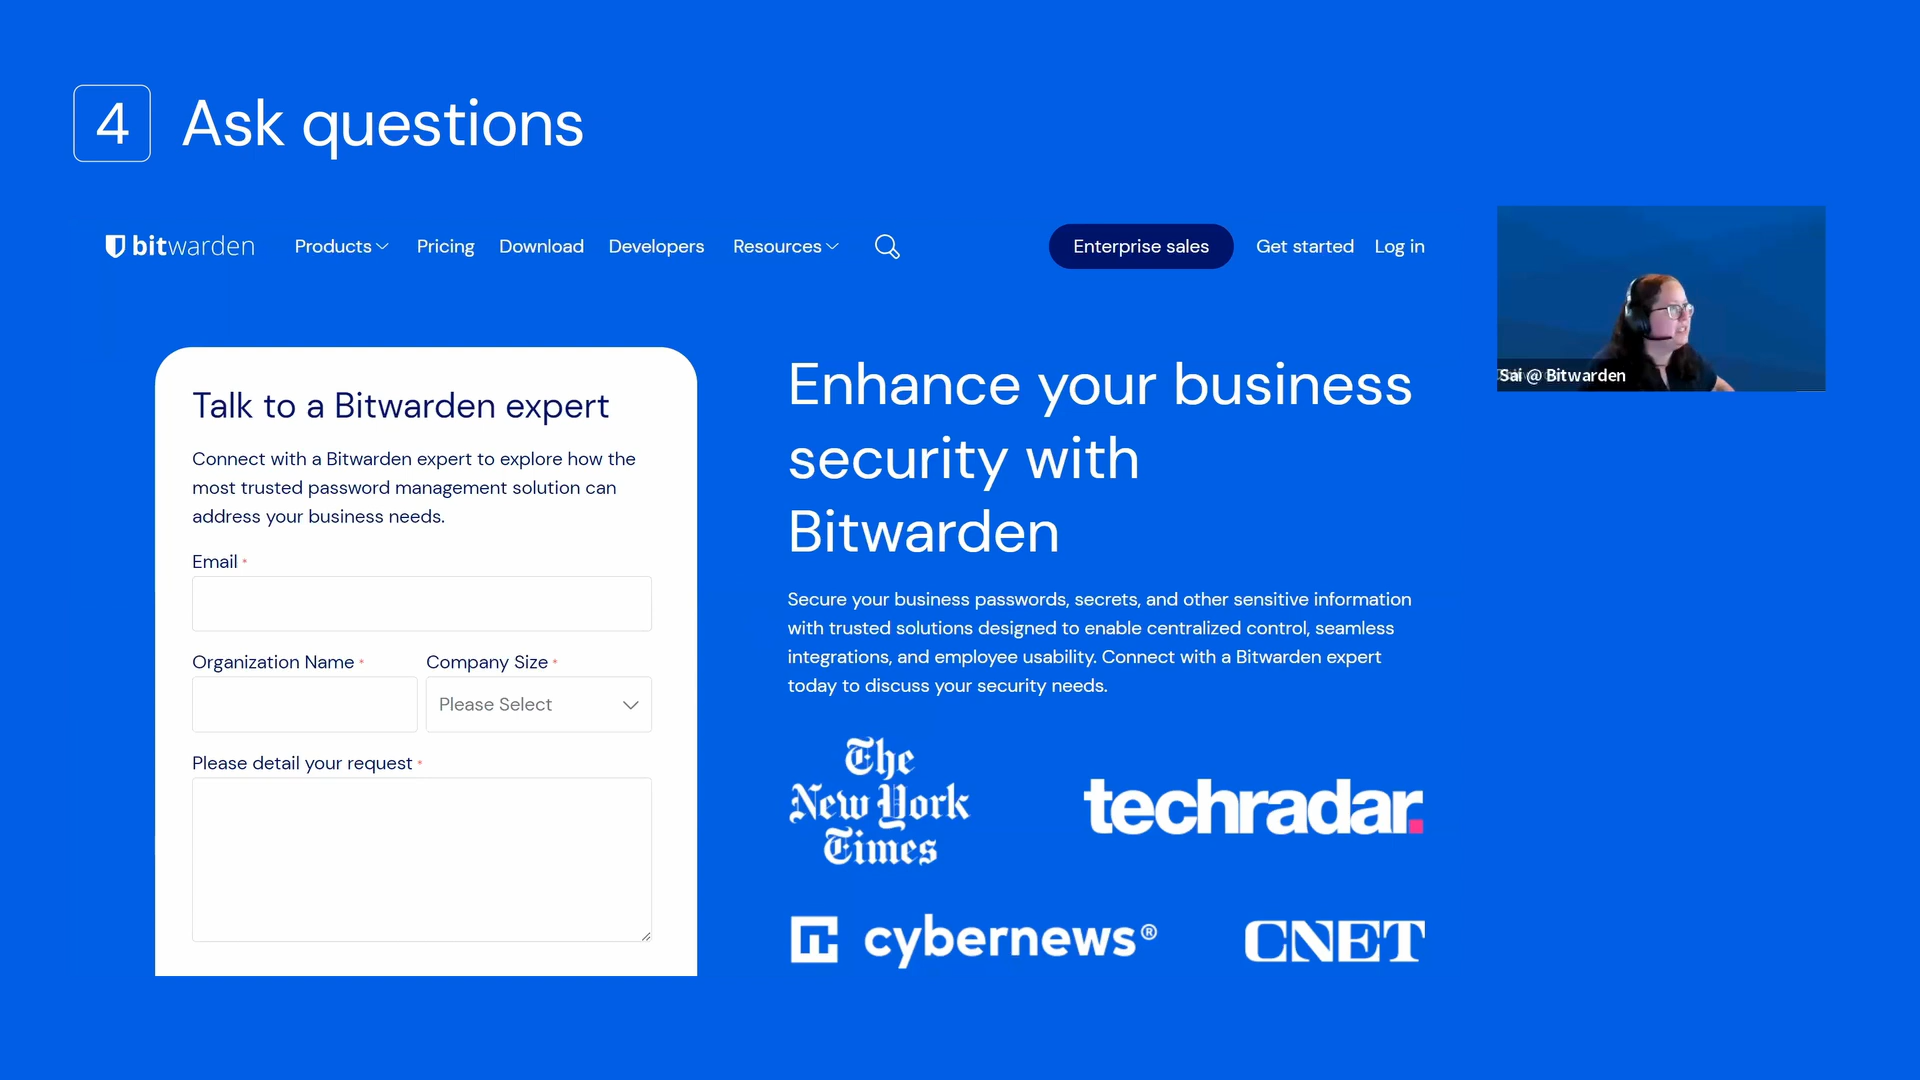 4 Ask questions
bitwarden Products Pricing Download Developers Resources Enterprise sales Get started Log in
Sai @ Bitwarden
Talk to a Bitwarden expert
Connect with a Bitwarden expert to explore how the
most trusted password management solution can
address your business needs.
Email *
Organization Name * Company Size *
Please Select
Please detail your request *
Enhance your business
security with
Bitwarden
Secure your business passwords, secrets, and other sensitive information
with trusted solutions designed to enable centralized control, seamless
integrations, and employee usability. Connect with a Bitwarden expert
today to discuss your security needs.
The
New York
Times
techradar.
cybernews®
CNET